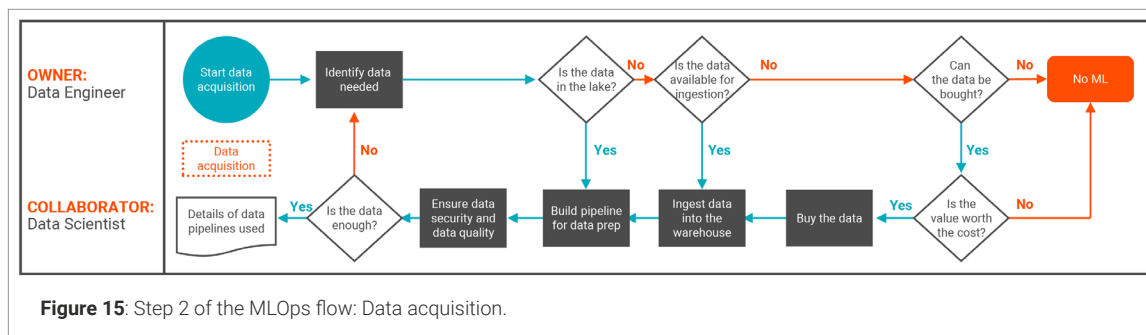 OWNER:
Data Engineer
Start data
acquisition
Identify data
needed
Is the data
in the lake?
No
Is the data
available for
ingestion?
No
Can
the data be
bought?
No
No ML
Data
acquisition
No
Yes
Yes
Yes
COLLABORATOR:
Data Scientist
Details of data
pipelines used
Yes
Is the data
enough?
Ensure data
security and
data quality
Build pipeline
for data prep
Ingest data
into the
warehouse
Buy the data
Yes
Is the
value worth
the cost?
No
Figure 15: Step 2 of the MLOps flow: Data acquisition.